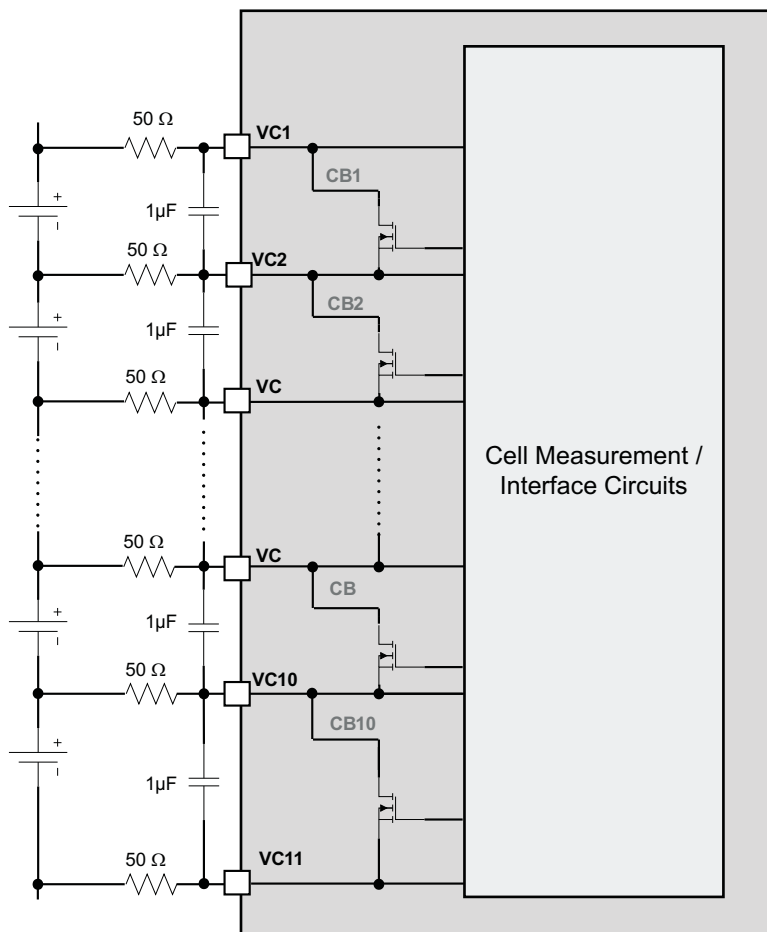 50 Ω
VC1
CB1
1µF
+
–
50 Ω
VC2
CB2
1µF
+
–
50 Ω
VC
Cell Measurement /
Interface Circuits
50 Ω
VC
CB
1µF
+
–
50 Ω
VC10
CB10
+
–
1µF
50 Ω
VC11